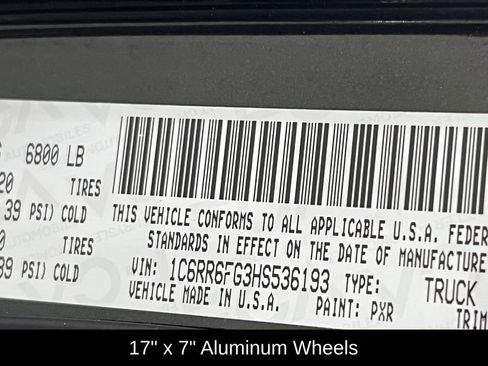 6800 LB
20 TIRES
39 PSI) COLD
0 TIRES
39 PSI) COLD
THIS VEHICLE CONFORMS TO ALL APPLICABLE U.S.A. FEDER
STANDARDS IN EFFECT ON THE DATE OF MANUFACTURE
VIN: 1C6RR6FG3HS536193 TYPE: TRUCK
VEHICLE MADE IN U.S.A. PAINT: PXR TRIM
17" x 7" Aluminum Wheels